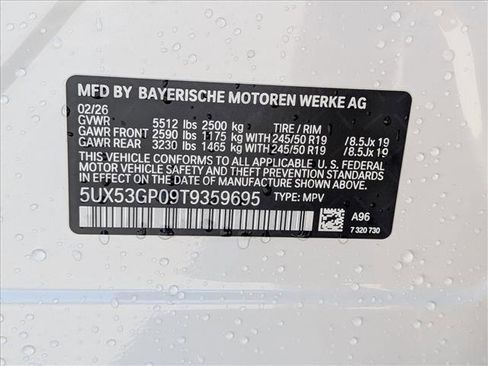 MFD BY BAYERISCHE MOTOREN WERKE AG
02/26
GVWR 5512 lbs 2500 kg TIRE / RIM
GAWR FRONT 2590 lbs 1175 kg WITH 245/50 R19 /8.5Jx 19
GAWR REAR 3230 lbs 1465 kg WITH 245/50 R19 /8.5Jx 19
THIS VEHICLE CONFORMS TO ALL APPLICABLE U. S. FEDERAL
MOTOR VEHICLE SAFETY AND THEFT PREVENTION STANDARDS
IN EFFECT ON THE DATE OF MANUFACTURE SHOWN ABOVE.
5UX53GP09T9359695 TYPE: MPV
A96
7 320 730